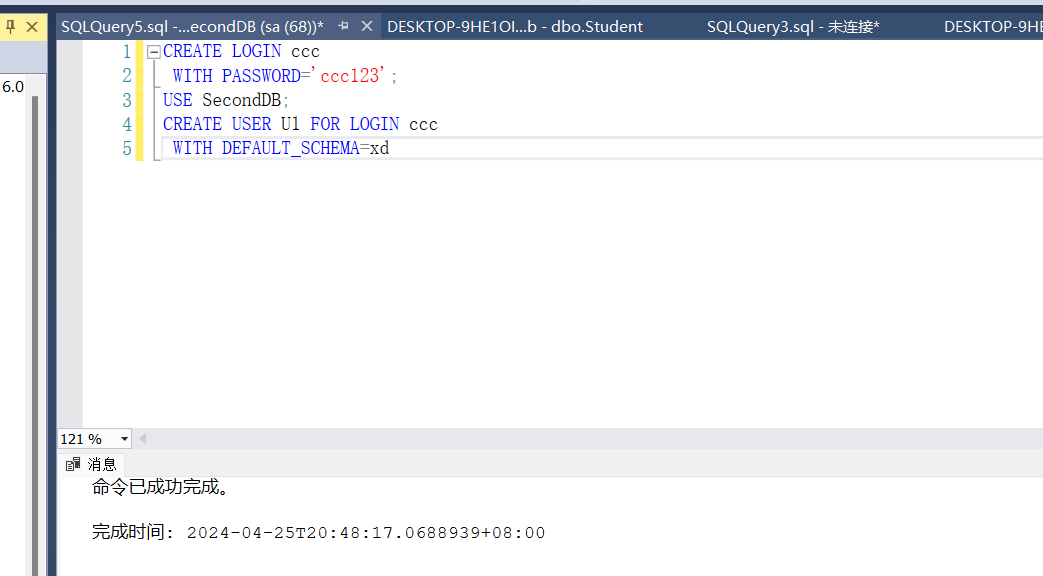 SQLQuery5.sql -...econdDB (sa (68))* DESKTOP-9HE1OI...b - dbo.Student SQLQuery3.sql - 未连接* DESKTOP-9HE
6.0
1 CREATE LOGIN ccc
2 WITH PASSWORD='ccc123';
3 USE SecondDB;
4 CREATE USER U1 FOR LOGIN ccc
5 WITH DEFAULT_SCHEMA=xd
121 %
消息
命令已成功完成。
完成时间: 2024-04-25T20:48:17.0688939+08:00